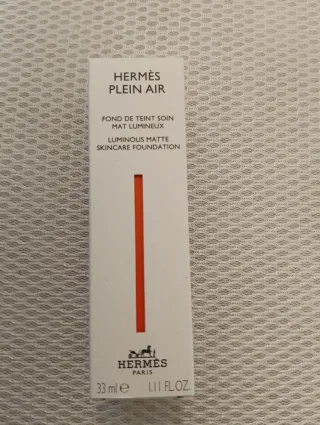 HERMÈS
PLEIN AIR
FOND DE TEINT SOIN
MAT LUMINEUX
LUMINOUS MATTE
SKINCARE FOUNDATION
HERMÈS
PARIS
33 ml ℮ 1.11 FL.OZ.